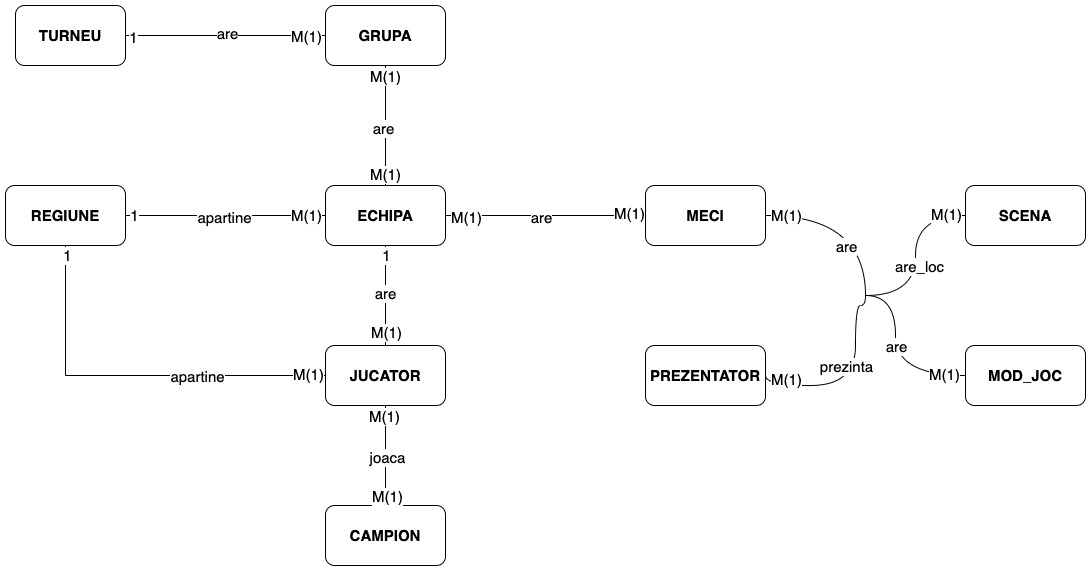 TURNEU 1 are M(1) GRUPA
M(1)
are
M(1)
REGIUNE 1 apartine M(1) ECHIPA M(1) are M(1) MECI M(1) M(1) SCENA
are
1 1
are_loc
are
M(1)
are
prezinta
apartine M(1) JUCATOR PREZENTATOR M(1) M(1) MOD_JOC
M(1)
joaca
M(1)
CAMPION